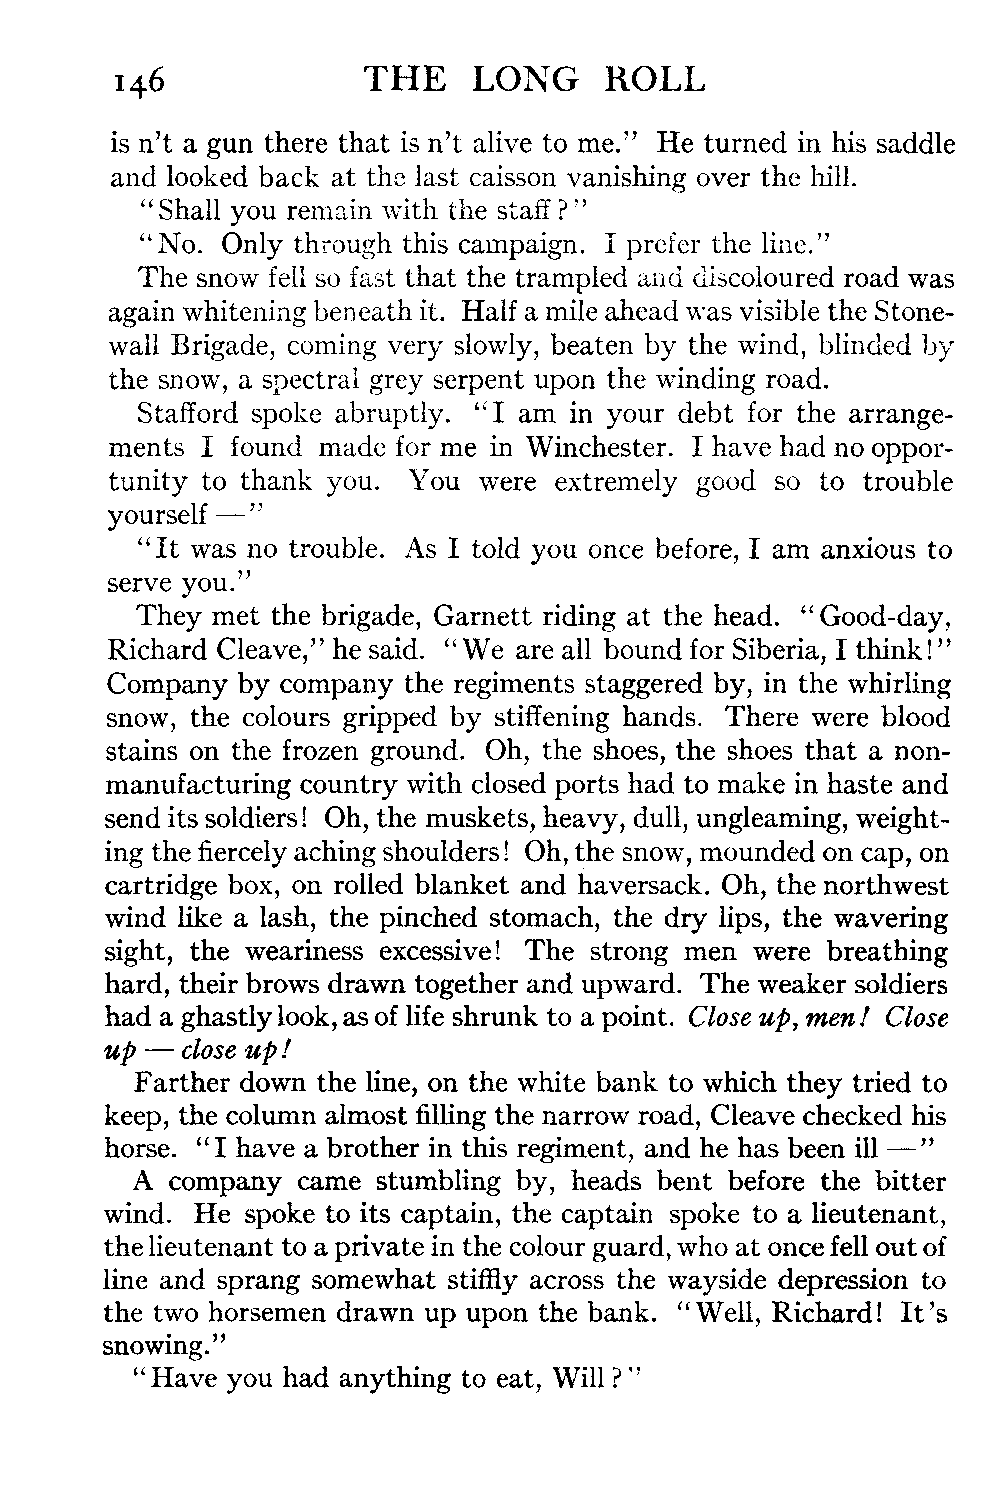 146 THE LONG ROLL
is n't a gun there that is n't alive to me." He turned in his saddle
and looked back at the last caisson vanishing over the hill.
"Shall you remain with the staff?"
"No. Only through this campaign. I prefer the line."
The snow fell so fast that the trampled and discoloured road was
again whitening beneath it. Half a mile ahead was visible the Stone-
wall Brigade, coming very slowly, beaten by the wind, blinded by
the snow, a spectral grey serpent upon the winding road.
Stafford spoke abruptly. "I am in your debt for the arrange-
ments I found made for me in Winchester. I have had no oppor-
tunity to thank you. You were extremely good so to trouble
yourself —"
"It was no trouble. As I told you once before, I am anxious to
serve you."
They met the brigade, Garnett riding at the head. "Good-day,
Richard Cleave," he said. "We are all bound for Siberia, I think!"
Company by company the regiments staggered by, in the whirling
snow, the colours gripped by stiffening hands. There were blood
stains on the frozen ground. Oh, the shoes, the shoes that a non-
manufacturing country with closed ports had to make in haste and
send its soldiers! Oh, the muskets, heavy, dull, ungleaming, weight-
ing the fiercely aching shoulders! Oh, the snow, mounded on cap, on
cartridge box, on rolled blanket and haversack. Oh, the northwest
wind like a lash, the pinched stomach, the dry lips, the wavering
sight, the weariness excessive! The strong men were breathing
hard, their brows drawn together and upward. The weaker soldiers
had a ghastly look, as of life shrunk to a point. Close up, men! Close
up — close up!
Farther down the line, on the white bank to which they tried to
keep, the column almost filling the narrow road, Cleave checked his
horse. "I have a brother in this regiment, and he has been ill —"
A company came stumbling by, heads bent before the bitter
wind. He spoke to its captain, the captain spoke to a lieutenant,
the lieutenant to a private in the colour guard, who at once fell out of
line and sprang somewhat stiffly across the wayside depression to
the two horsemen drawn up upon the bank. "Well, Richard! It 's
snowing."
"Have you had anything to eat, Will?"